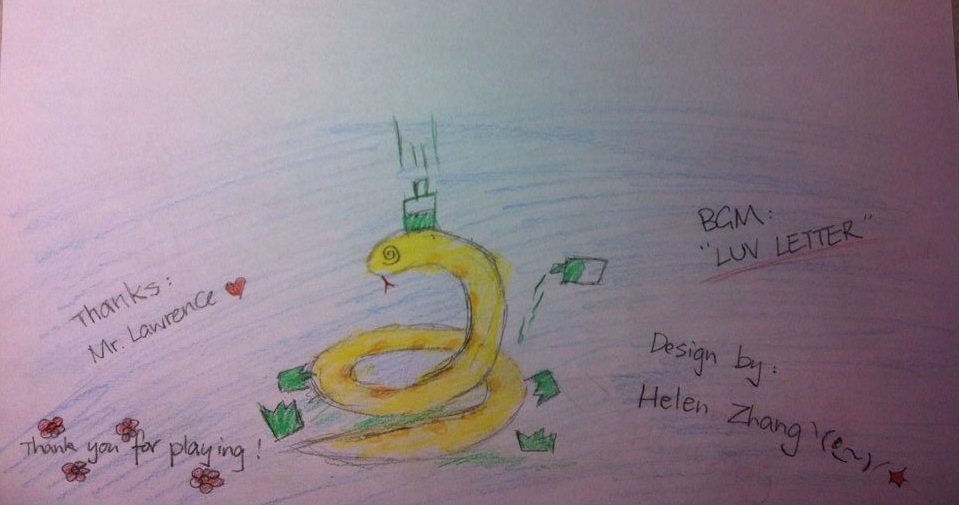 Thanks:
Mr. Lawrence
Thank you for playing!
BGM:
"LUV LETTER"
Design by:
Helen Zhang